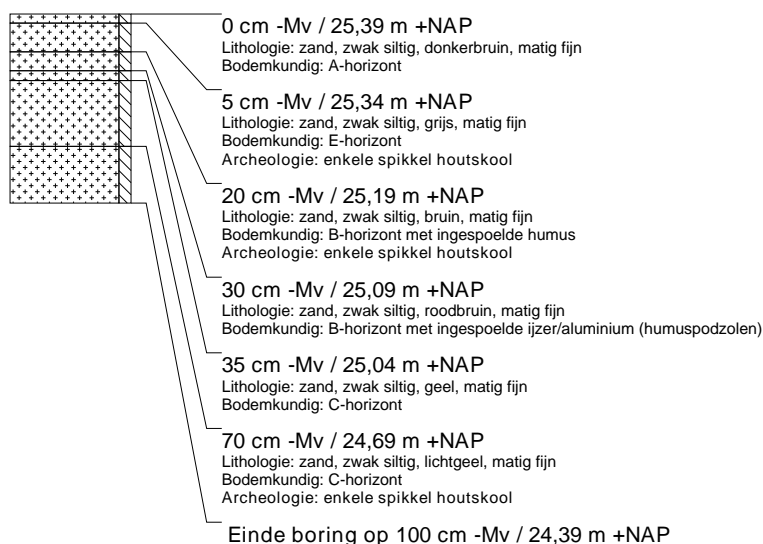 0 cm -Mv / 25,39 m +NAP
Lithologie: zand, zwak siltig, donkerbruin, matig fijn
Bodemkundig: A-horizont
5 cm -Mv / 25,34 m +NAP
Lithologie: zand, zwak siltig, grijs, matig fijn
Bodemkundig: E-horizont
Archeologie: enkele spikkel houtskool
20 cm -Mv / 25,19 m +NAP
Lithologie: zand, zwak siltig, bruin, matig fijn
Bodemkundig: B-horizont met ingespoelde humus
Archeologie: enkele spikkel houtskool
30 cm -Mv / 25,09 m +NAP
Lithologie: zand, zwak siltig, roodbruin, matig fijn
Bodemkundig: B-horizont met ingespoelde ijzer/aluminium (humuspodzolen)
35 cm -Mv / 25,04 m +NAP
Lithologie: zand, zwak siltig, geel, matig fijn
Bodemkundig: C-horizont
70 cm -Mv / 24,69 m +NAP
Lithologie: zand, zwak siltig, lichtgeel, matig fijn
Bodemkundig: C-horizont
Archeologie: enkele spikkel houtskool
Einde boring op 100 cm -Mv / 24,39 m +NAP